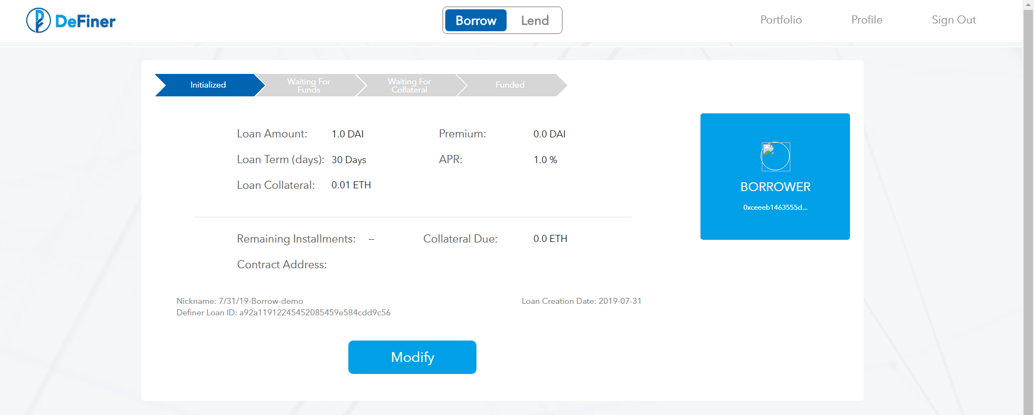 DeFiner
Borrow Lend
Portfolio Profile Sign Out
Initialized
Waiting For
Funds
Waiting For
Collateral
Funded
Loan Amount: 1.0 DAI
Premium: 0.0 DAI
Loan Term (days): 30 Days
APR: 1.0 %
Loan Collateral: 0.01 ETH
BORROWER
0xceeeb1463555d...
Remaining Installments: --
Collateral Due: 0.0 ETH
Contract Address:
Nickname: 7/31/19-Borrow-demo
Loan Creation Date: 2019-07-31
Definer Loan ID: a92a11912245452085459e584cdd9c56
Modify